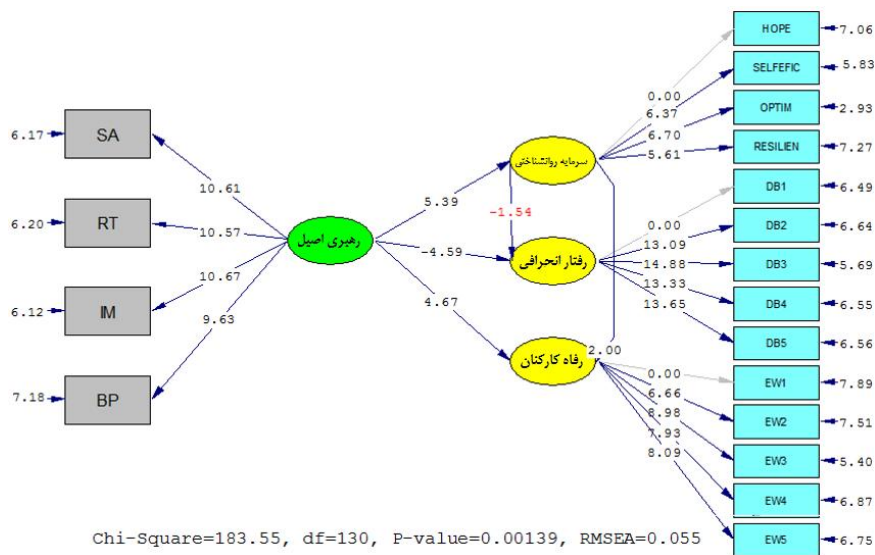 HOPE
7.06
SELFEFIC
5.83
OPTIM
2.93
RESILIEN
7.27
DB1
6.49
DB2
6.64
DB3
5.69
DB4
6.55
DB5
6.56
EW1
7.89
EW2
7.51
EW3
5.40
EW4
6.87
EW5
6.75
0.00
6.37
6.70
5.61
0.00
13.09
14.88
13.33
13.65
0.00
6.66
8.98
7.93
8.09
سرمایه روانشناختی
رفتار انحرافی
رفاه کارکنان
2.00
5.39
-1.54
-4.59
4.67
رهبری اصیل
10.61
10.57
10.67
9.63
6.17
SA
6.20
RT
6.12
IM
7.18
BP
Chi-Square=183.55, df=130, P-value=0.00139, RMSEA=0.055